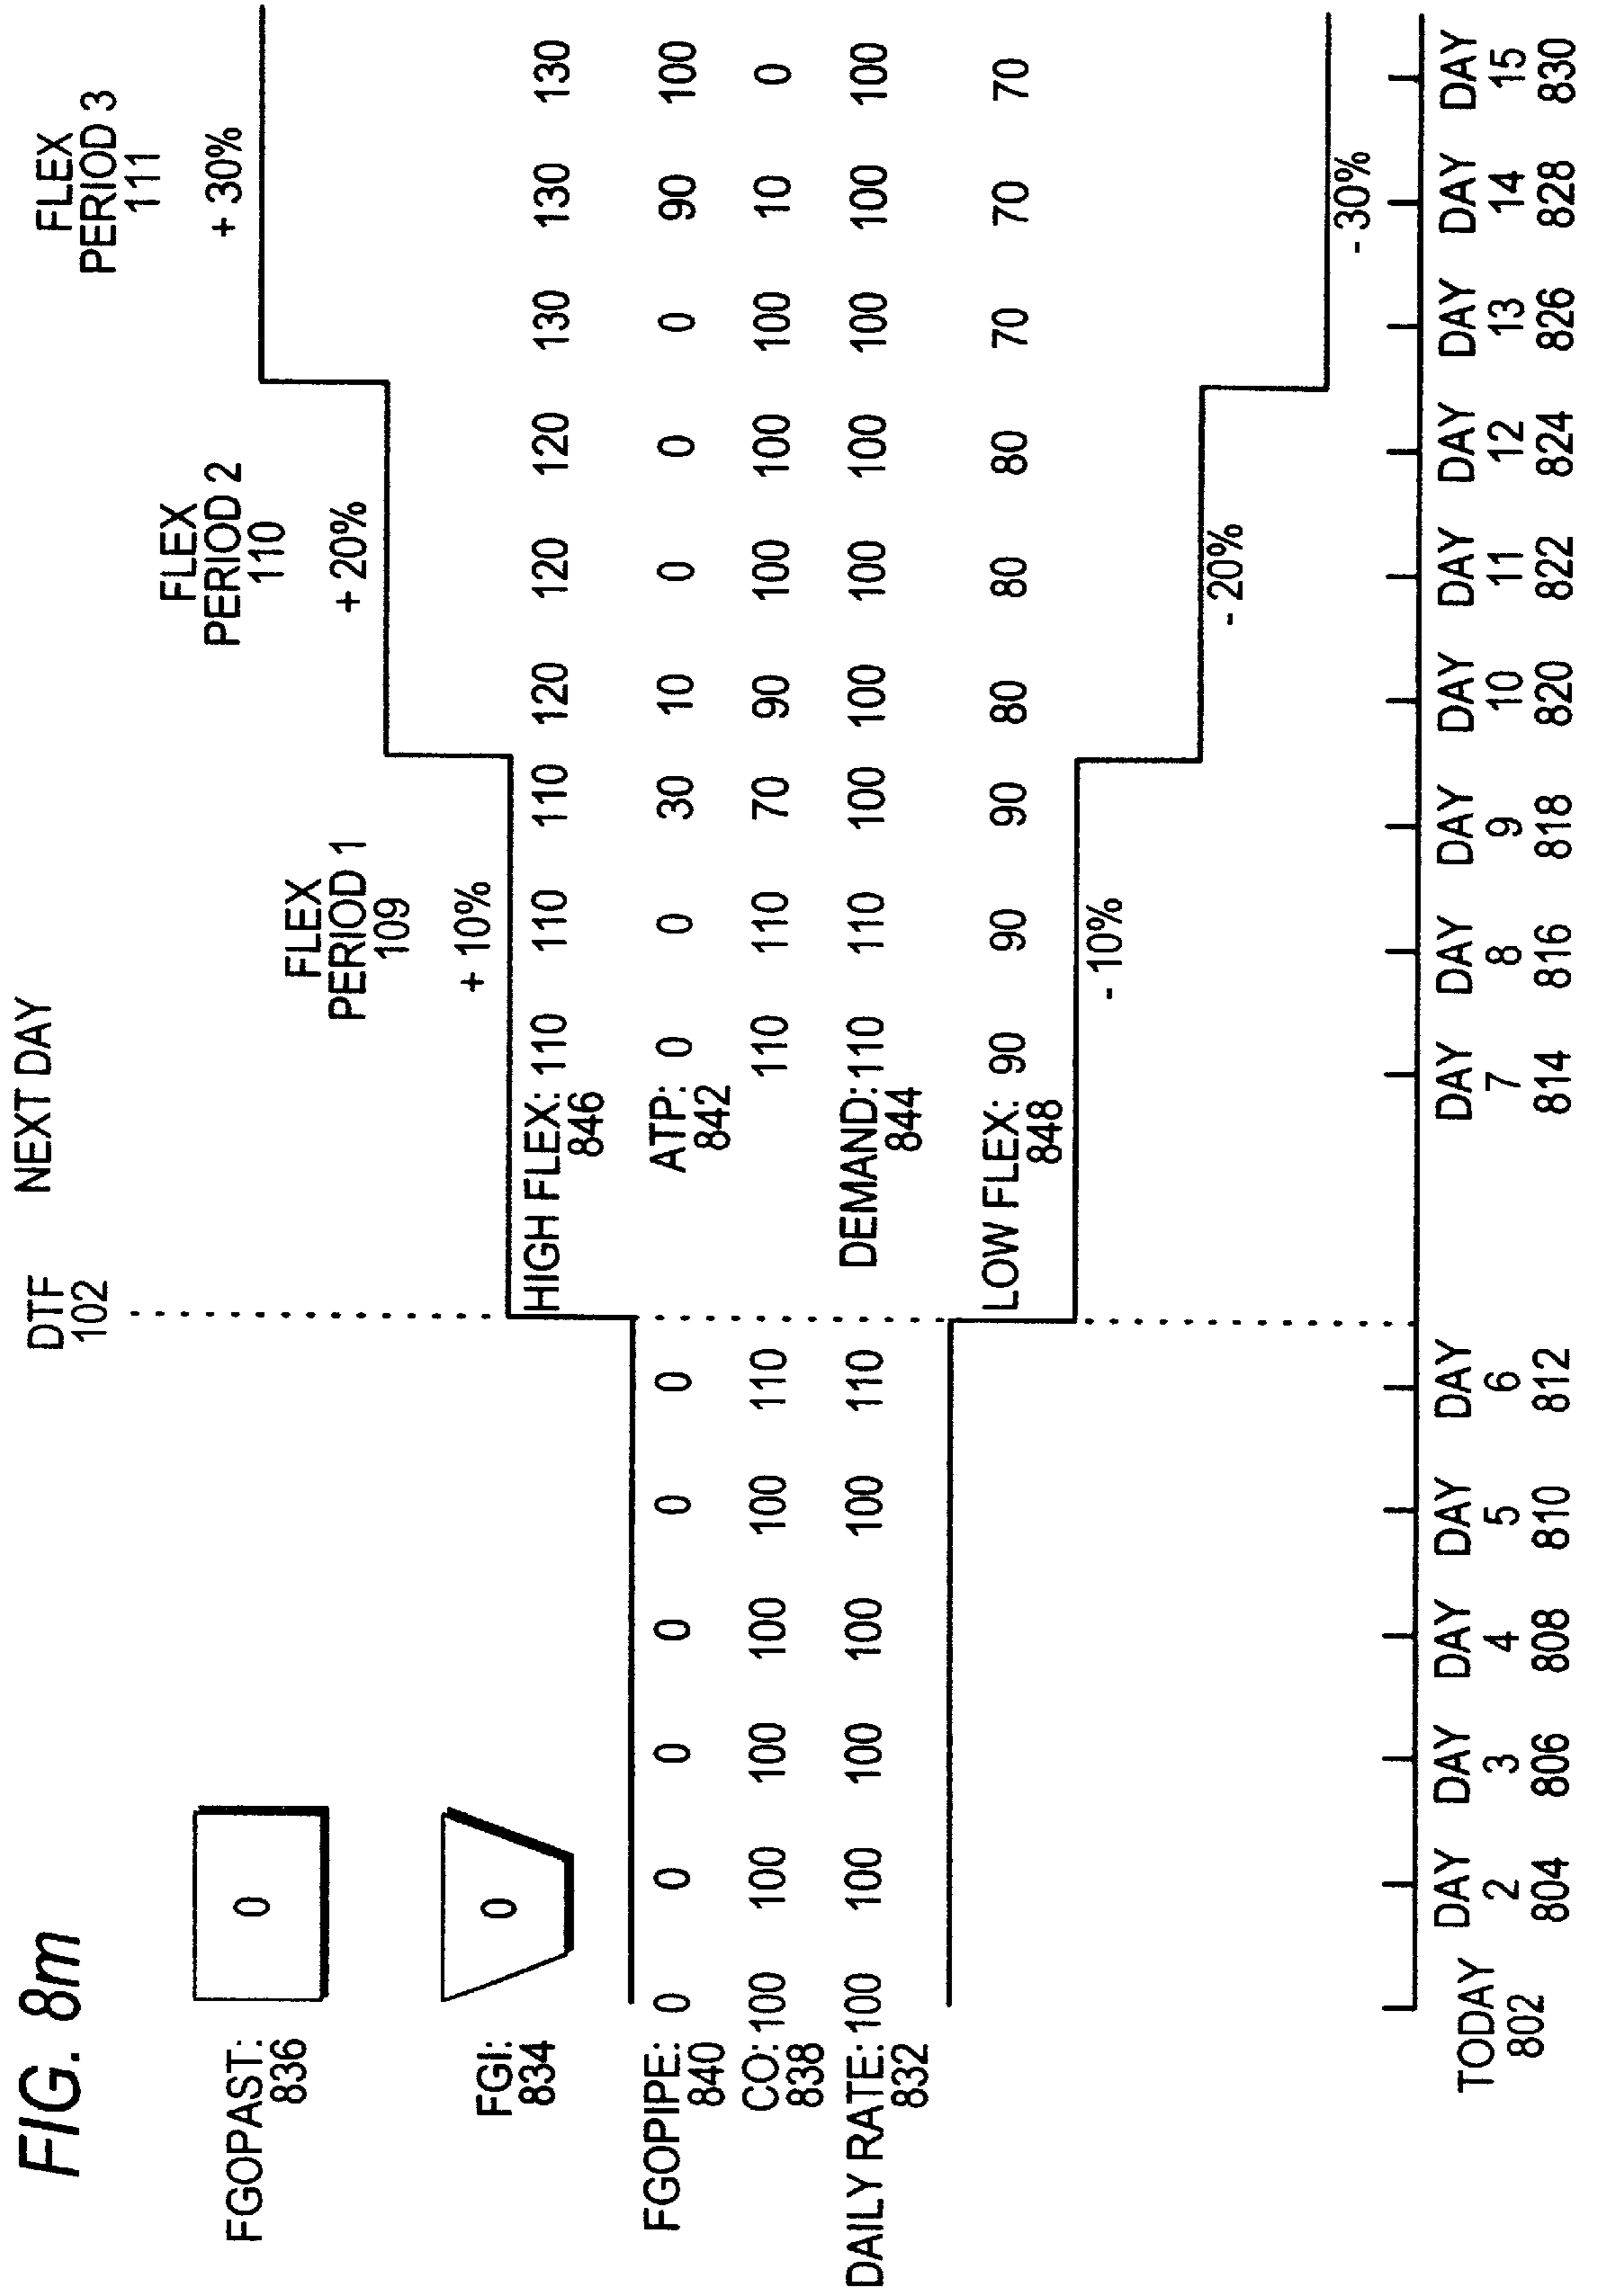 FIG. 8m
NEXT DAY
DTF
102
FLEX
PERIOD 1
109
+ 10%
FLEX
PERIOD 2
110
+ 20%
FLEX
PERIOD 3
111
+ 30%
FGOPAST:
836
0
FGI:
834
0
HIGH FLEX: 110 110 110 120 120 120 130 130 130
846
FGOPIPE: 0 0 0 0 0 0
840
ATP: 0 0 30 10 0 0 0 90 100
842
CO: 100 100 100 100 100 110 110 110 70 90 100 100 100 10 0
838
DAILY RATE: 100 100 100 100 100 110
832
DEMAND: 110 110 100 100 100 100 100 100 100
844
LOW FLEX: 90 90 90 80 80 80 70 70 70
848
- 10%
- 20%
- 30%
TODAY
802
DAY
2
804
DAY
3
806
DAY
4
808
DAY
5
810
DAY
6
812
DAY
7
814
DAY
8
816
DAY
9
818
DAY
10
820
DAY
11
822
DAY
12
824
DAY
13
826
DAY
14
828
DAY
15
830